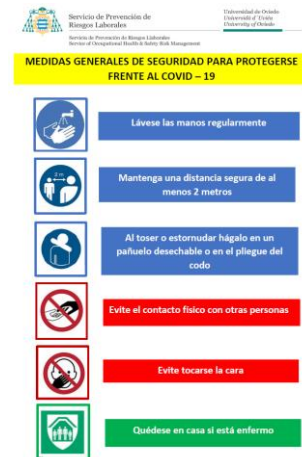 Servicio de Prevención de
Riesgos Laborales
Servicio de Prevención de Riesgos Llaborales
Service of Occupational Health & Safety Risk Management
Universidad de Oviedo
Universidá d'Uviéu
University of Oviedo
MEDIDAS GENERALES DE SEGURIDAD PARA PROTEGERSE
FRENTE AL COVID – 19
Lávese las manos regularmente
2 m
Mantenga una distancia segura de al
menos 2 metros
Al toser o estornudar hágalo en un
pañuelo desechable o en el pliegue del
codo
Evite el contacto físico con otras personas
Evite tocarse la cara
Quédese en casa si está enfermo